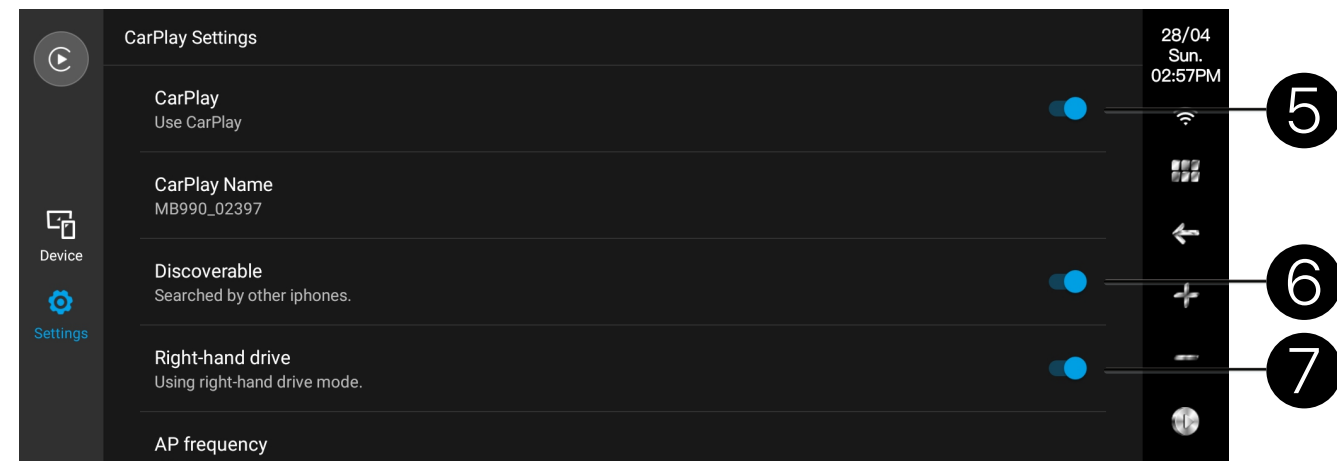 CarPlay Settings
28/04
Sun.
02:57PM
CarPlay
Use CarPlay
5
CarPlay Name
MB990_02397
Device
Discoverable
Searched by other iphones.
6
Settings
Right-hand drive
Using right-hand drive mode.
7
AP frequency